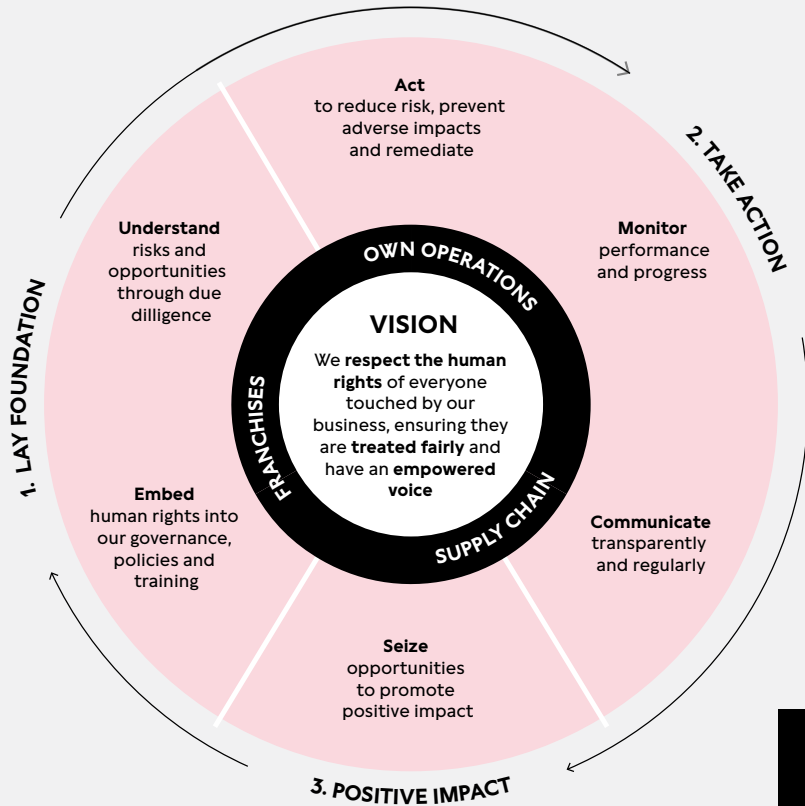 1. LAY FOUNDATION
Embed
human rights into
our governance,
policies and
training
Understand
risks and
opportunities
through due
dilligence
2. TAKE ACTION
Act
to reduce risk, prevent
adverse impacts
and remediate
Monitor
performance
and progress
Communicate
transparently
and regularly
3. POSITIVE IMPACT
Seize
opportunities
to promote
positive impact
OWN OPERATIONS
SUPPLY CHAIN
FRANCHISES
VISION
We respect the human
rights of everyone
touched by our
business, ensuring they
are treated fairly and
have an empowered
voice